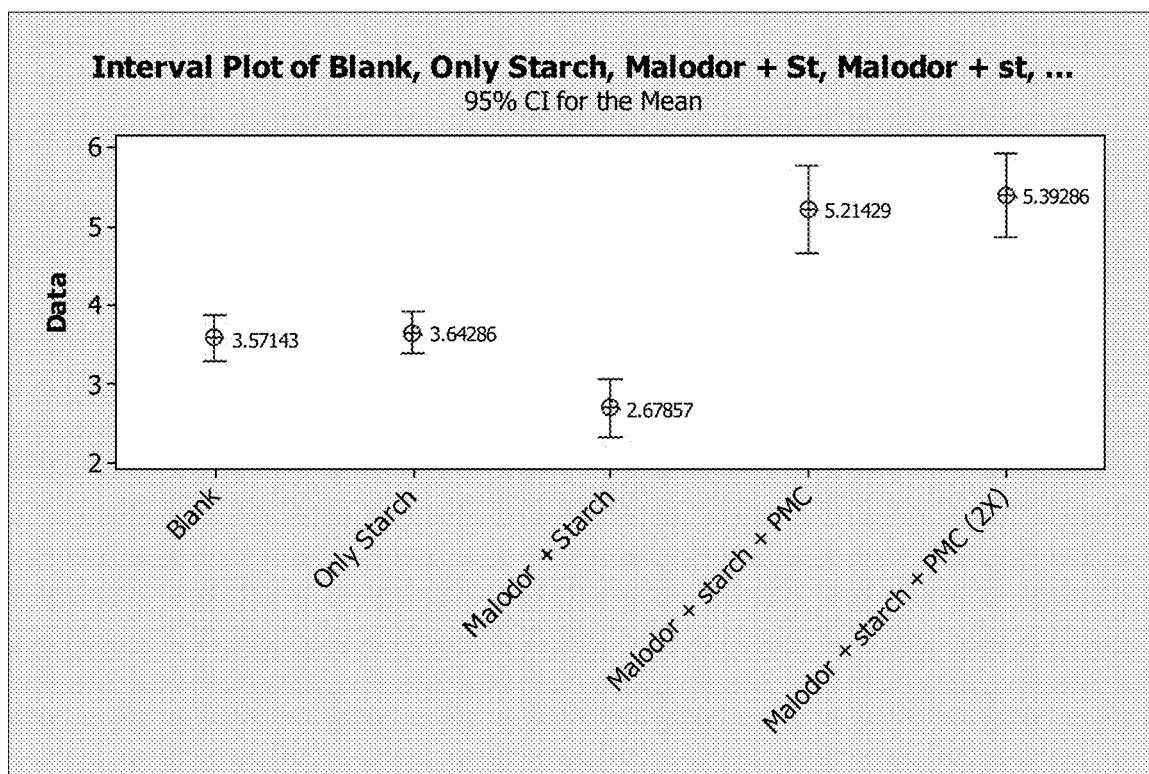 Interval Plot of Blank, Only Starch, Malodor + St, Malodor + st, ...
95% CI for the Mean
Data
6
5
4
3
2
3.57143
3.64286
2.67857
5.21429
5.39286
Blank
Only Starch
Malodor + Starch
Malodor + starch + PMC
Malodor + starch + PMC (2X)